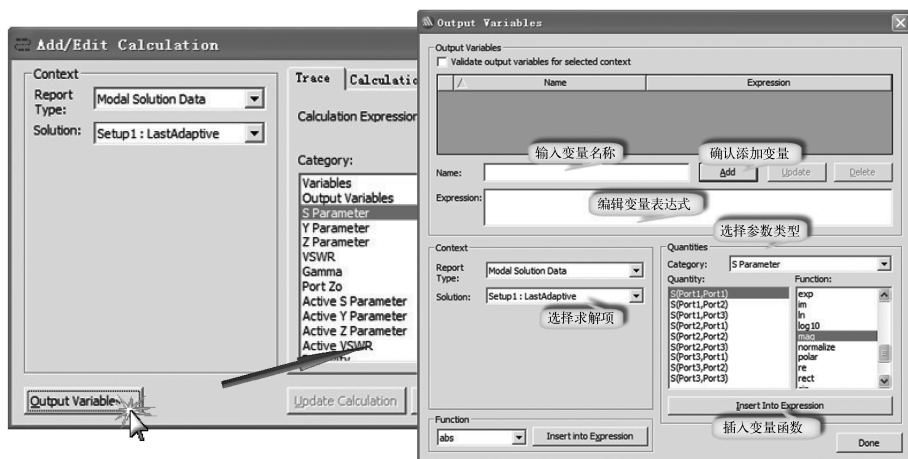 Add/Edit Calculation
Context
Report Type:
Modal Solution Data
Solution:
Setup1 : LastAdaptive
Trace
Calculation Expression
Category:
Variables
Output Variables
S Parameter
Y Parameter
Z Parameter
VSWR
Gamma
Port Zo
Active S Parameter
Active Y Parameter
Active Z Parameter
Active VSWR
Output Variables
Update Calculation
Output Variables
Output Variables
Validate output variables for selected context
Name
Expression
输入变量名称
确认添加变量
Name:
Add
Update
Delete
Expression:
编辑变量表达式
选择参数类型
Context
Report Type:
Modal Solution Data
Solution:
Setup1 : LastAdaptive
选择求解项
Quantities
Category:
S Parameter
Quantity:
Function:
S(Port1,Port1)
S(Port1,Port2)
S(Port1,Port3)
S(Port2,Port1)
S(Port2,Port2)
S(Port2,Port3)
S(Port3,Port1)
S(Port3,Port2)
S(Port3,Port3)
exp
im
ln
log10
mag
normalize
polar
re
rect
Insert Into Expression
插入变量函数
Function
abs
Insert into Expression
Done